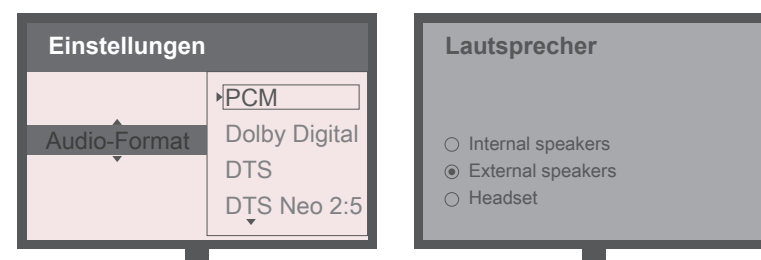 Einstellungen
Audio-Format
PCM
Dolby Digital
DTS
DTS Neo 2:5
Lautsprecher
Internal speakers
External speakers
Headset